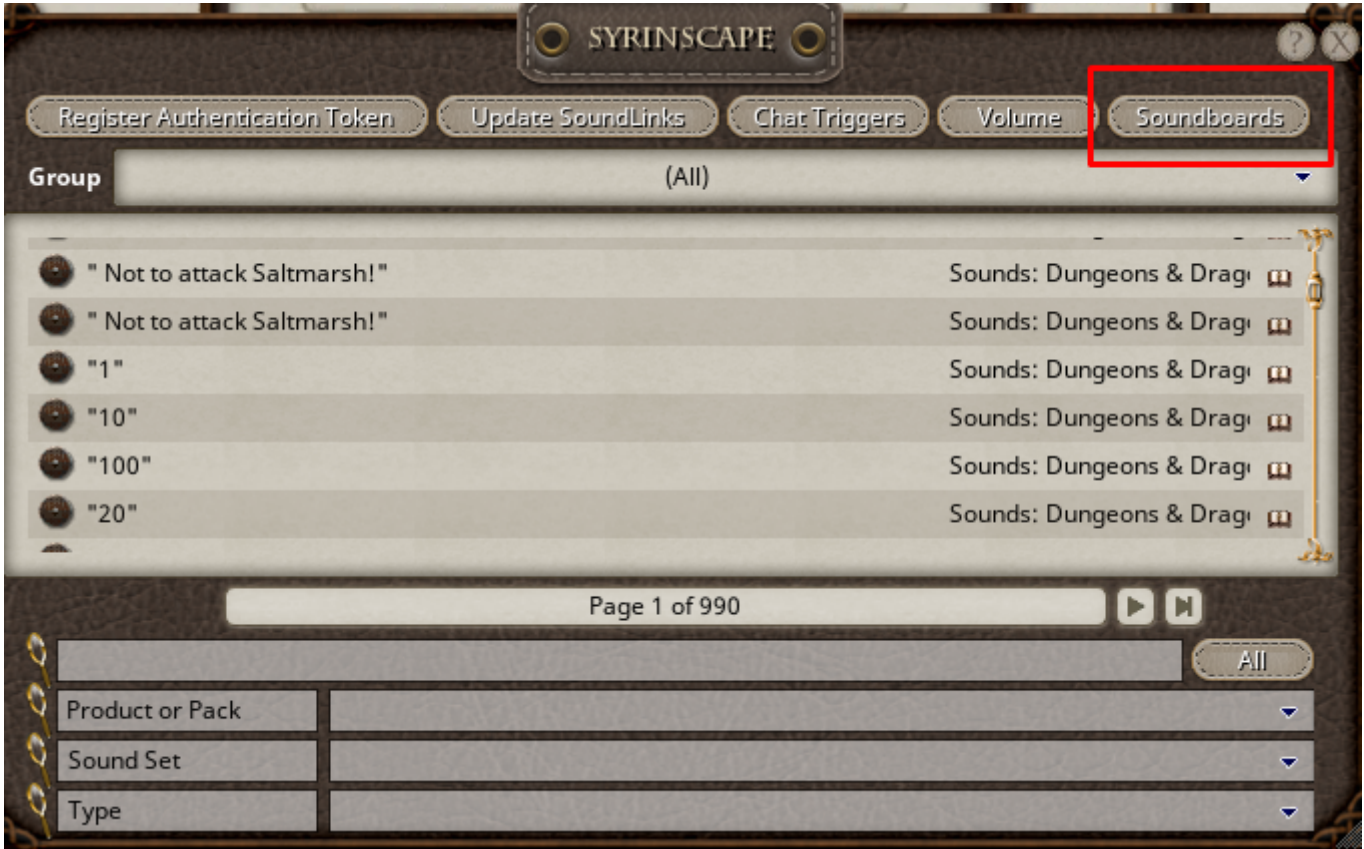 SYRINSCAPE
? X
Register Authentication Token Update SoundLinks Chat Triggers Volume Soundboards
Group (All)
" Not to attack Saltmarsh!" Sounds: Dungeons & Drag
" Not to attack Saltmarsh!" Sounds: Dungeons & Drag
"1" Sounds: Dungeons & Drag
"10" Sounds: Dungeons & Drag
"100" Sounds: Dungeons & Drag
"20" Sounds: Dungeons & Drag
Page 1 of 990
All
Product or Pack
Sound Set
Type